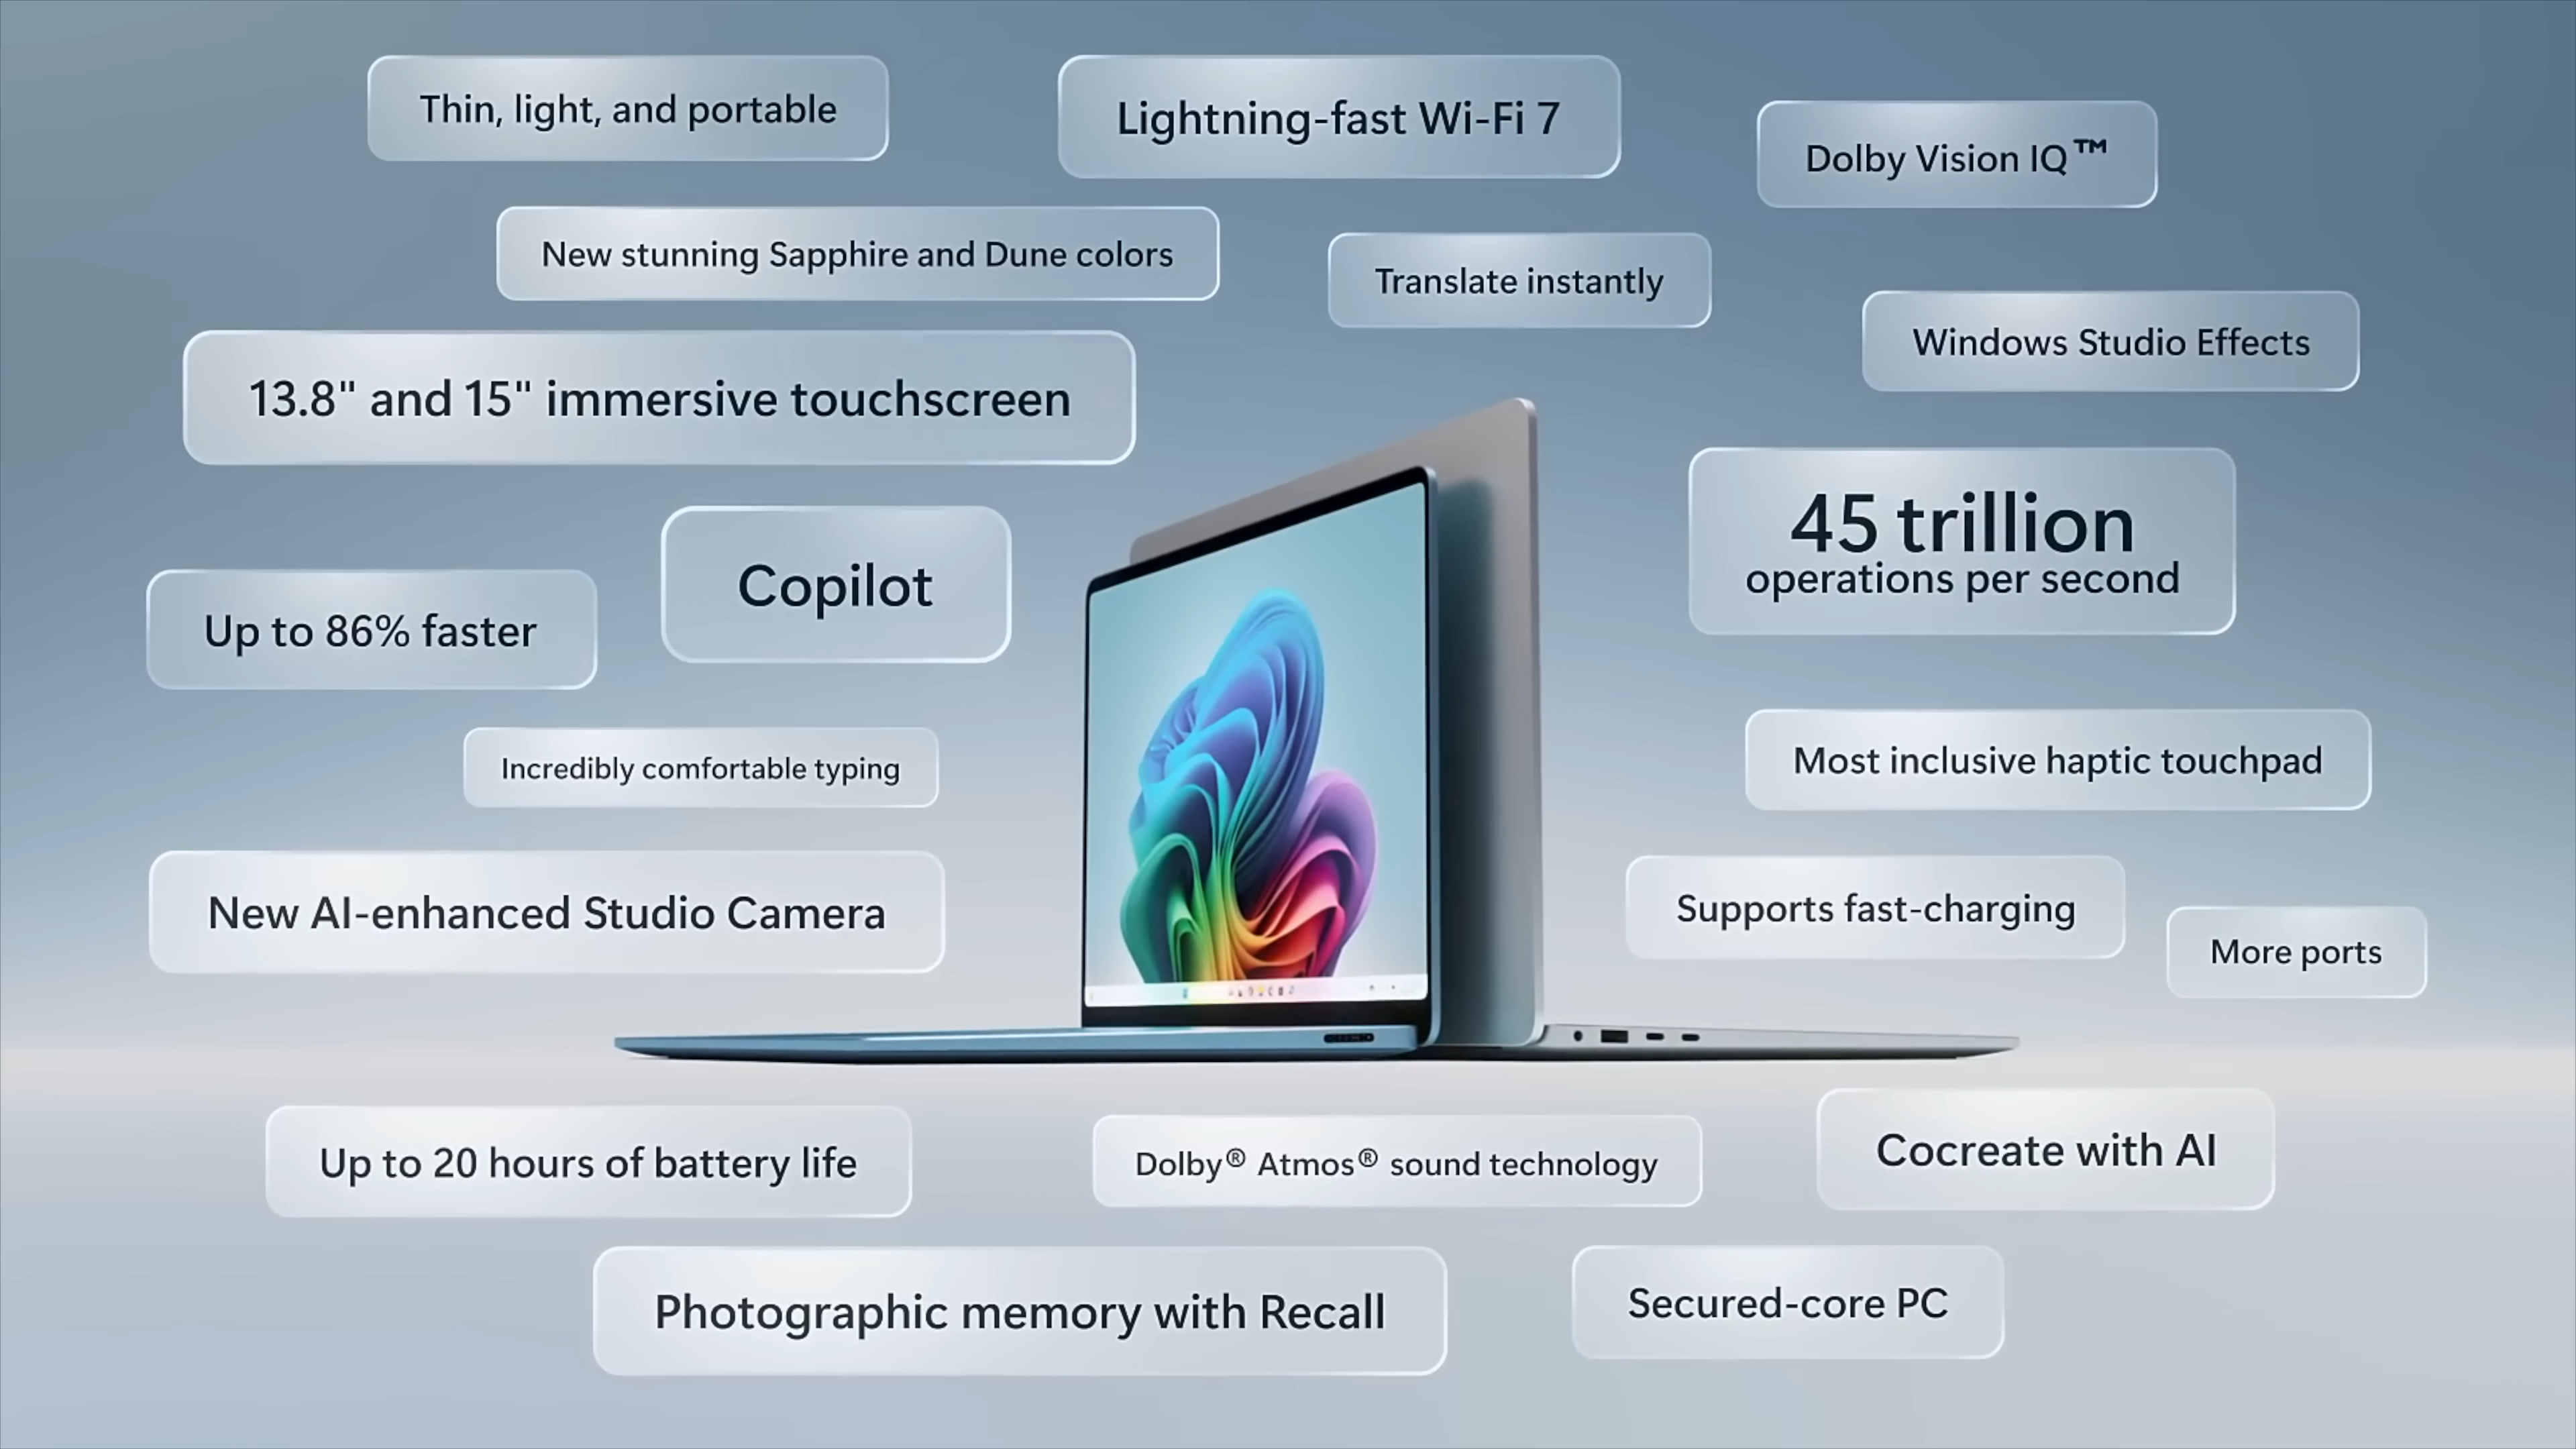 Thin, light, and portable
Lightning-fast Wi-Fi 7
Dolby Vision IQ™
New stunning Sapphire and Dune colors
Translate instantly
Windows Studio Effects
13.8" and 15" immersive touchscreen
45 trillion
operations per second
Copilot
Up to 86% faster
Most inclusive haptic touchpad
Incredibly comfortable typing
New AI-enhanced Studio Camera
Supports fast-charging
More ports
Up to 20 hours of battery life
Dolby® Atmos® sound technology
Cocreate with AI
Photographic memory with Recall
Secured-core PC